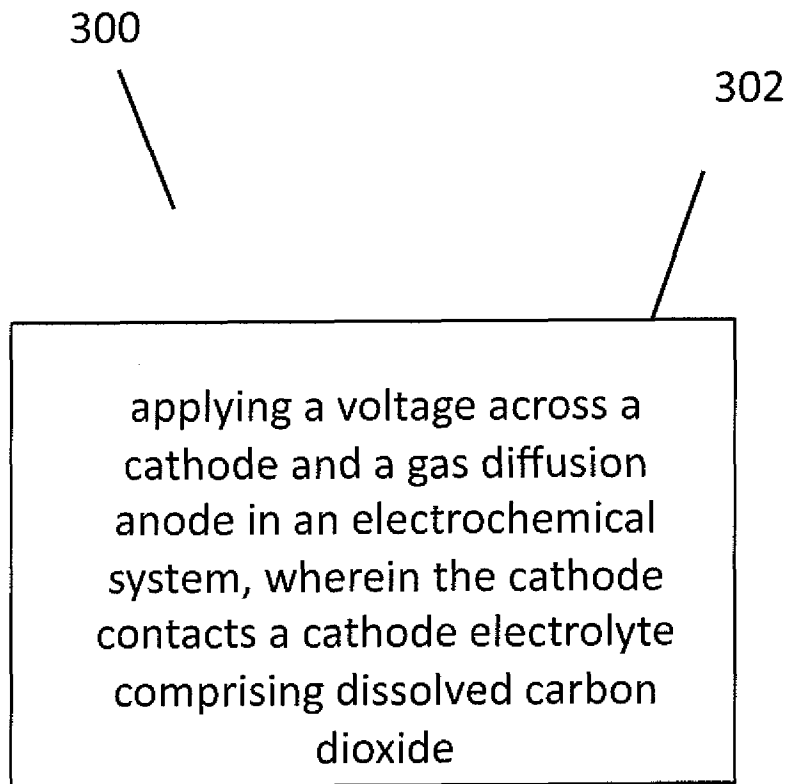 300
302
applying a voltage across a
cathode and a gas diffusion
anode in an electrochemical
system, wherein the cathode
contacts a cathode electrolyte
comprising dissolved carbon
dioxide